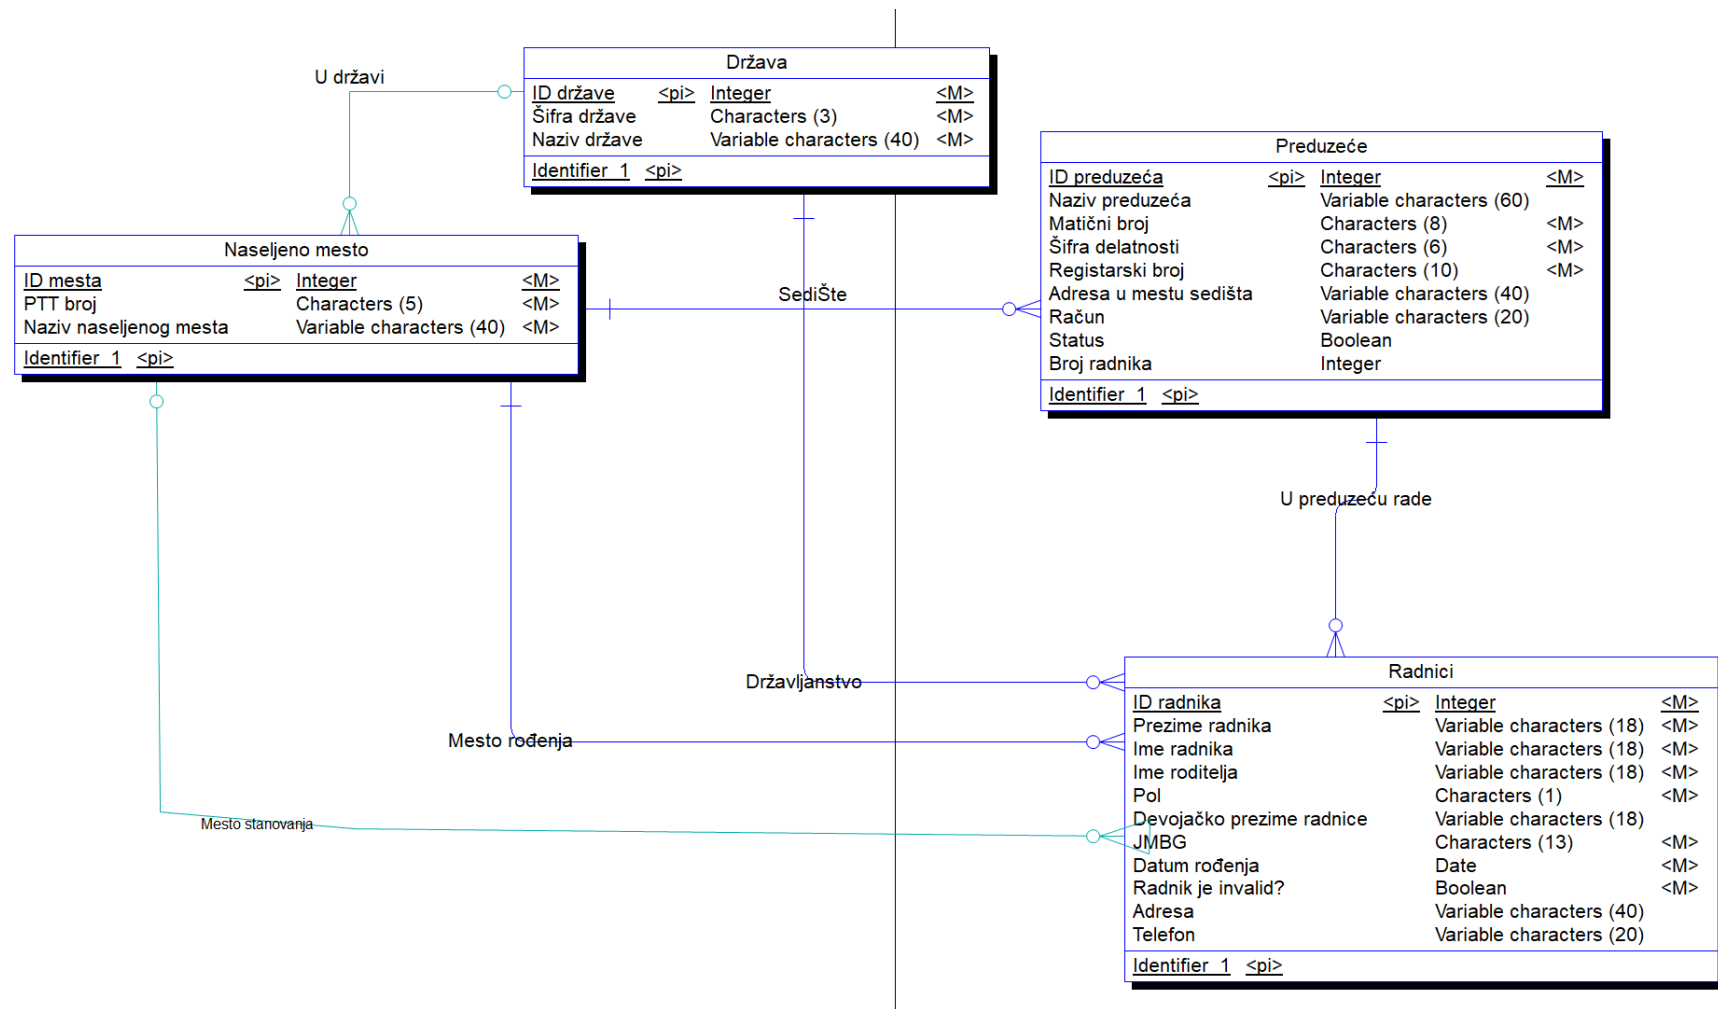 U državi
Država
ID države <pi> Integer <M>
Šifra države Characters (3) <M>
Naziv države Variable characters (40) <M>
Identifier_1 <pi>
Preduzeće
ID preduzeća <pi> Integer <M>
Naziv preduzeća Variable characters (60)
Matični broj Characters (8) <M>
Šifra delatnosti Characters (6) <M>
Registarski broj Characters (10) <M>
Adresa u mestu sedišta Variable characters (40)
Račun Variable characters (20)
Status Boolean
Broj radnika Integer
Identifier_1 <pi>
Naseljeno mesto
ID mesta <pi> Integer <M>
PTT broj Characters (5) <M>
Naziv naseljenog mesta Variable characters (40) <M>
Identifier_1 <pi>
SediŠte
U preduzeću rade
Državljanstvo
Mesto rođenja
Mesto stanovanja
Radnici
ID radnika <pi> Integer <M>
Prezime radnika Variable characters (18) <M>
Ime radnika Variable characters (18) <M>
Ime roditelja Variable characters (18) <M>
Pol Characters (1) <M>
Devojačko prezime radnice Variable characters (18)
JMBG Characters (13) <M>
Datum rođenja Date <M>
Radnik je invalid? Boolean <M>
Adresa Variable characters (40)
Telefon Variable characters (20)
Identifier_1 <pi>